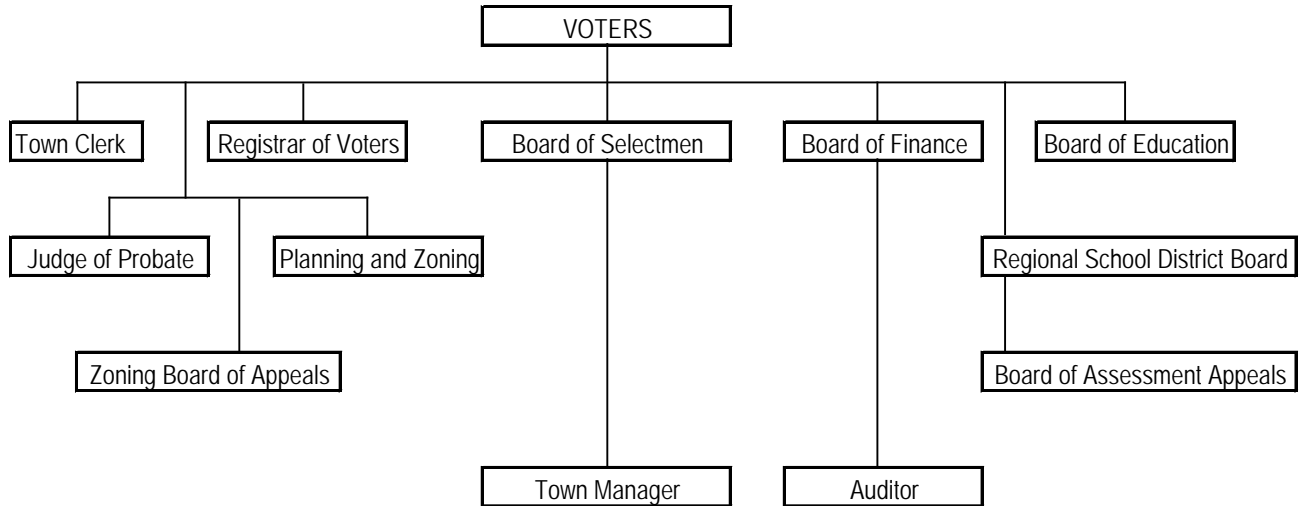 VOTERS
Town Clerk
Registrar of Voters
Board of Selectmen
Board of Finance
Board of Education
Judge of Probate
Planning and Zoning
Regional School District Board
Zoning Board of Appeals
Board of Assessment Appeals
Town Manager
Auditor